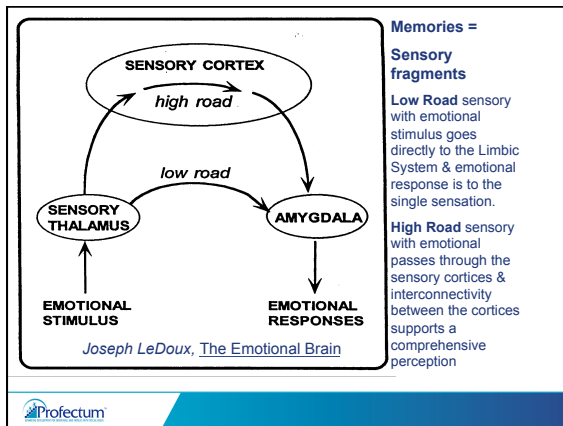 SENSORY CORTEX
high road
low road
SENSORY
THALAMUS
AMYGDALA
EMOTIONAL
STIMULUS
EMOTIONAL
RESPONSES
Joseph LeDoux, The Emotional Brain
Memories =
Sensory
fragments
Low Road sensory
with emotional
stimulus goes
directly to the Limbic
System & emotional
response is to the
single sensation.
High Road sensory
with emotional
passes through the
sensory cortices &
interconnectivity
between the cortices
supports a
comprehensive
perception
Profectum™